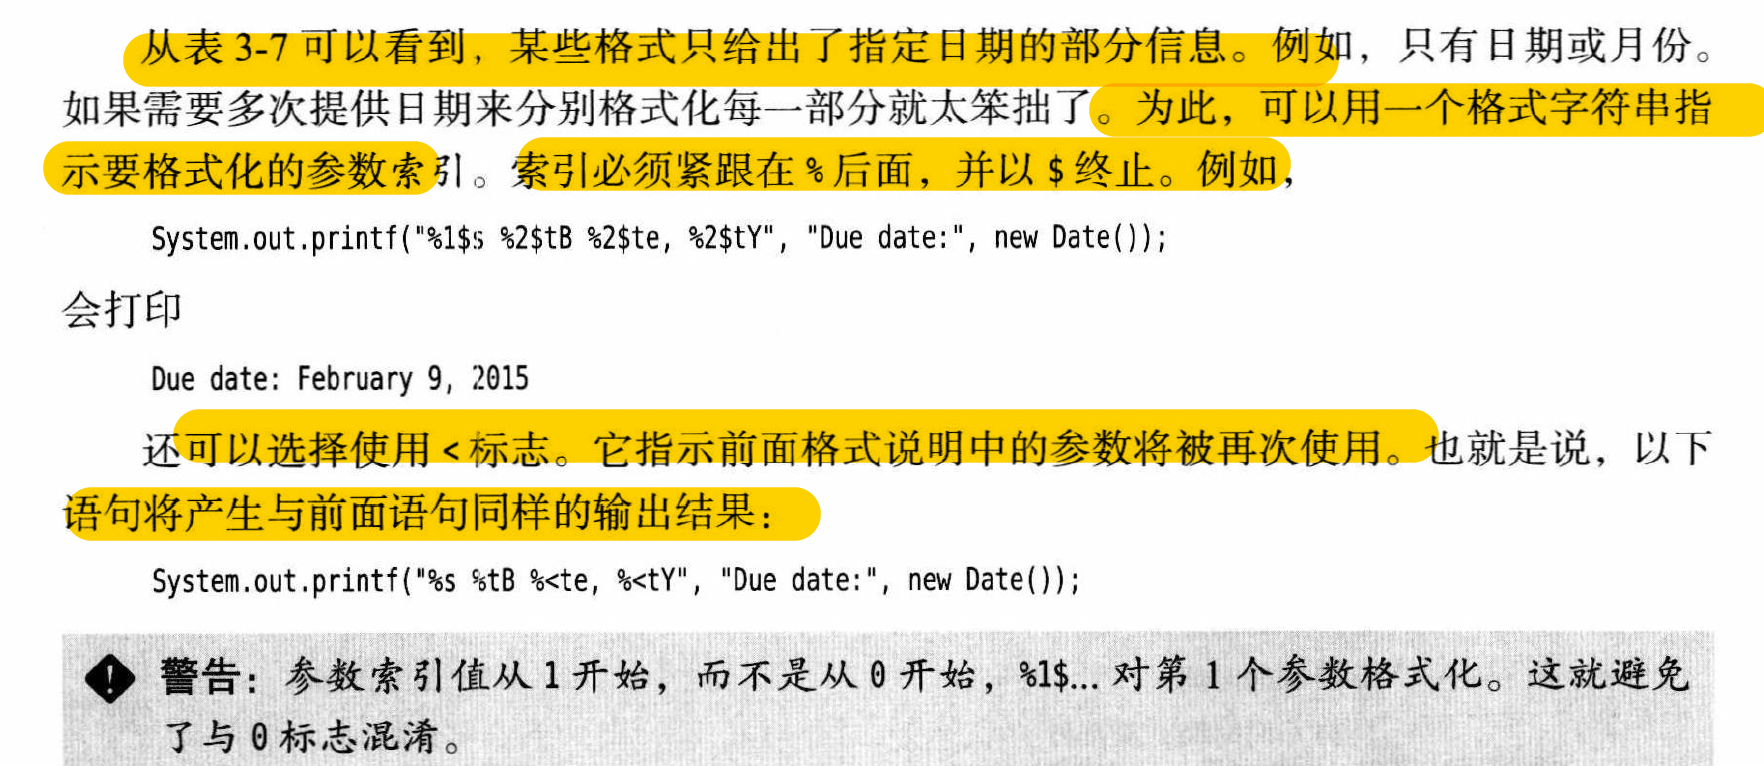 从表 3-7 可以看到，某些格式只给出了指定日期的部分信息。例如，只有日期或月份。
如果需要多次提供日期来分别格式化每一部分就太笨拙了。为此，可以用一个格式字符串指
示要格式化的参数索引。索引必须紧跟在 % 后面，并以 $ 终止。例如，
System.out.printf("%1$s %2$tB %2$te, %2$tY", "Due date:", new Date());
会打印
Due date: February 9, 2015
还可以选择使用 < 标志。它指示前面格式说明中的参数将被再次使用。也就是说，以下
语句将产生与前面语句同样的输出结果：
System.out.printf("%s %tB %<te, %<tY", "Due date:", new Date());
警告：参数索引值从 1 开始，而不是从 0 开始，%1$... 对第 1 个参数格式化。这就避免
了与 0 标志混淆。